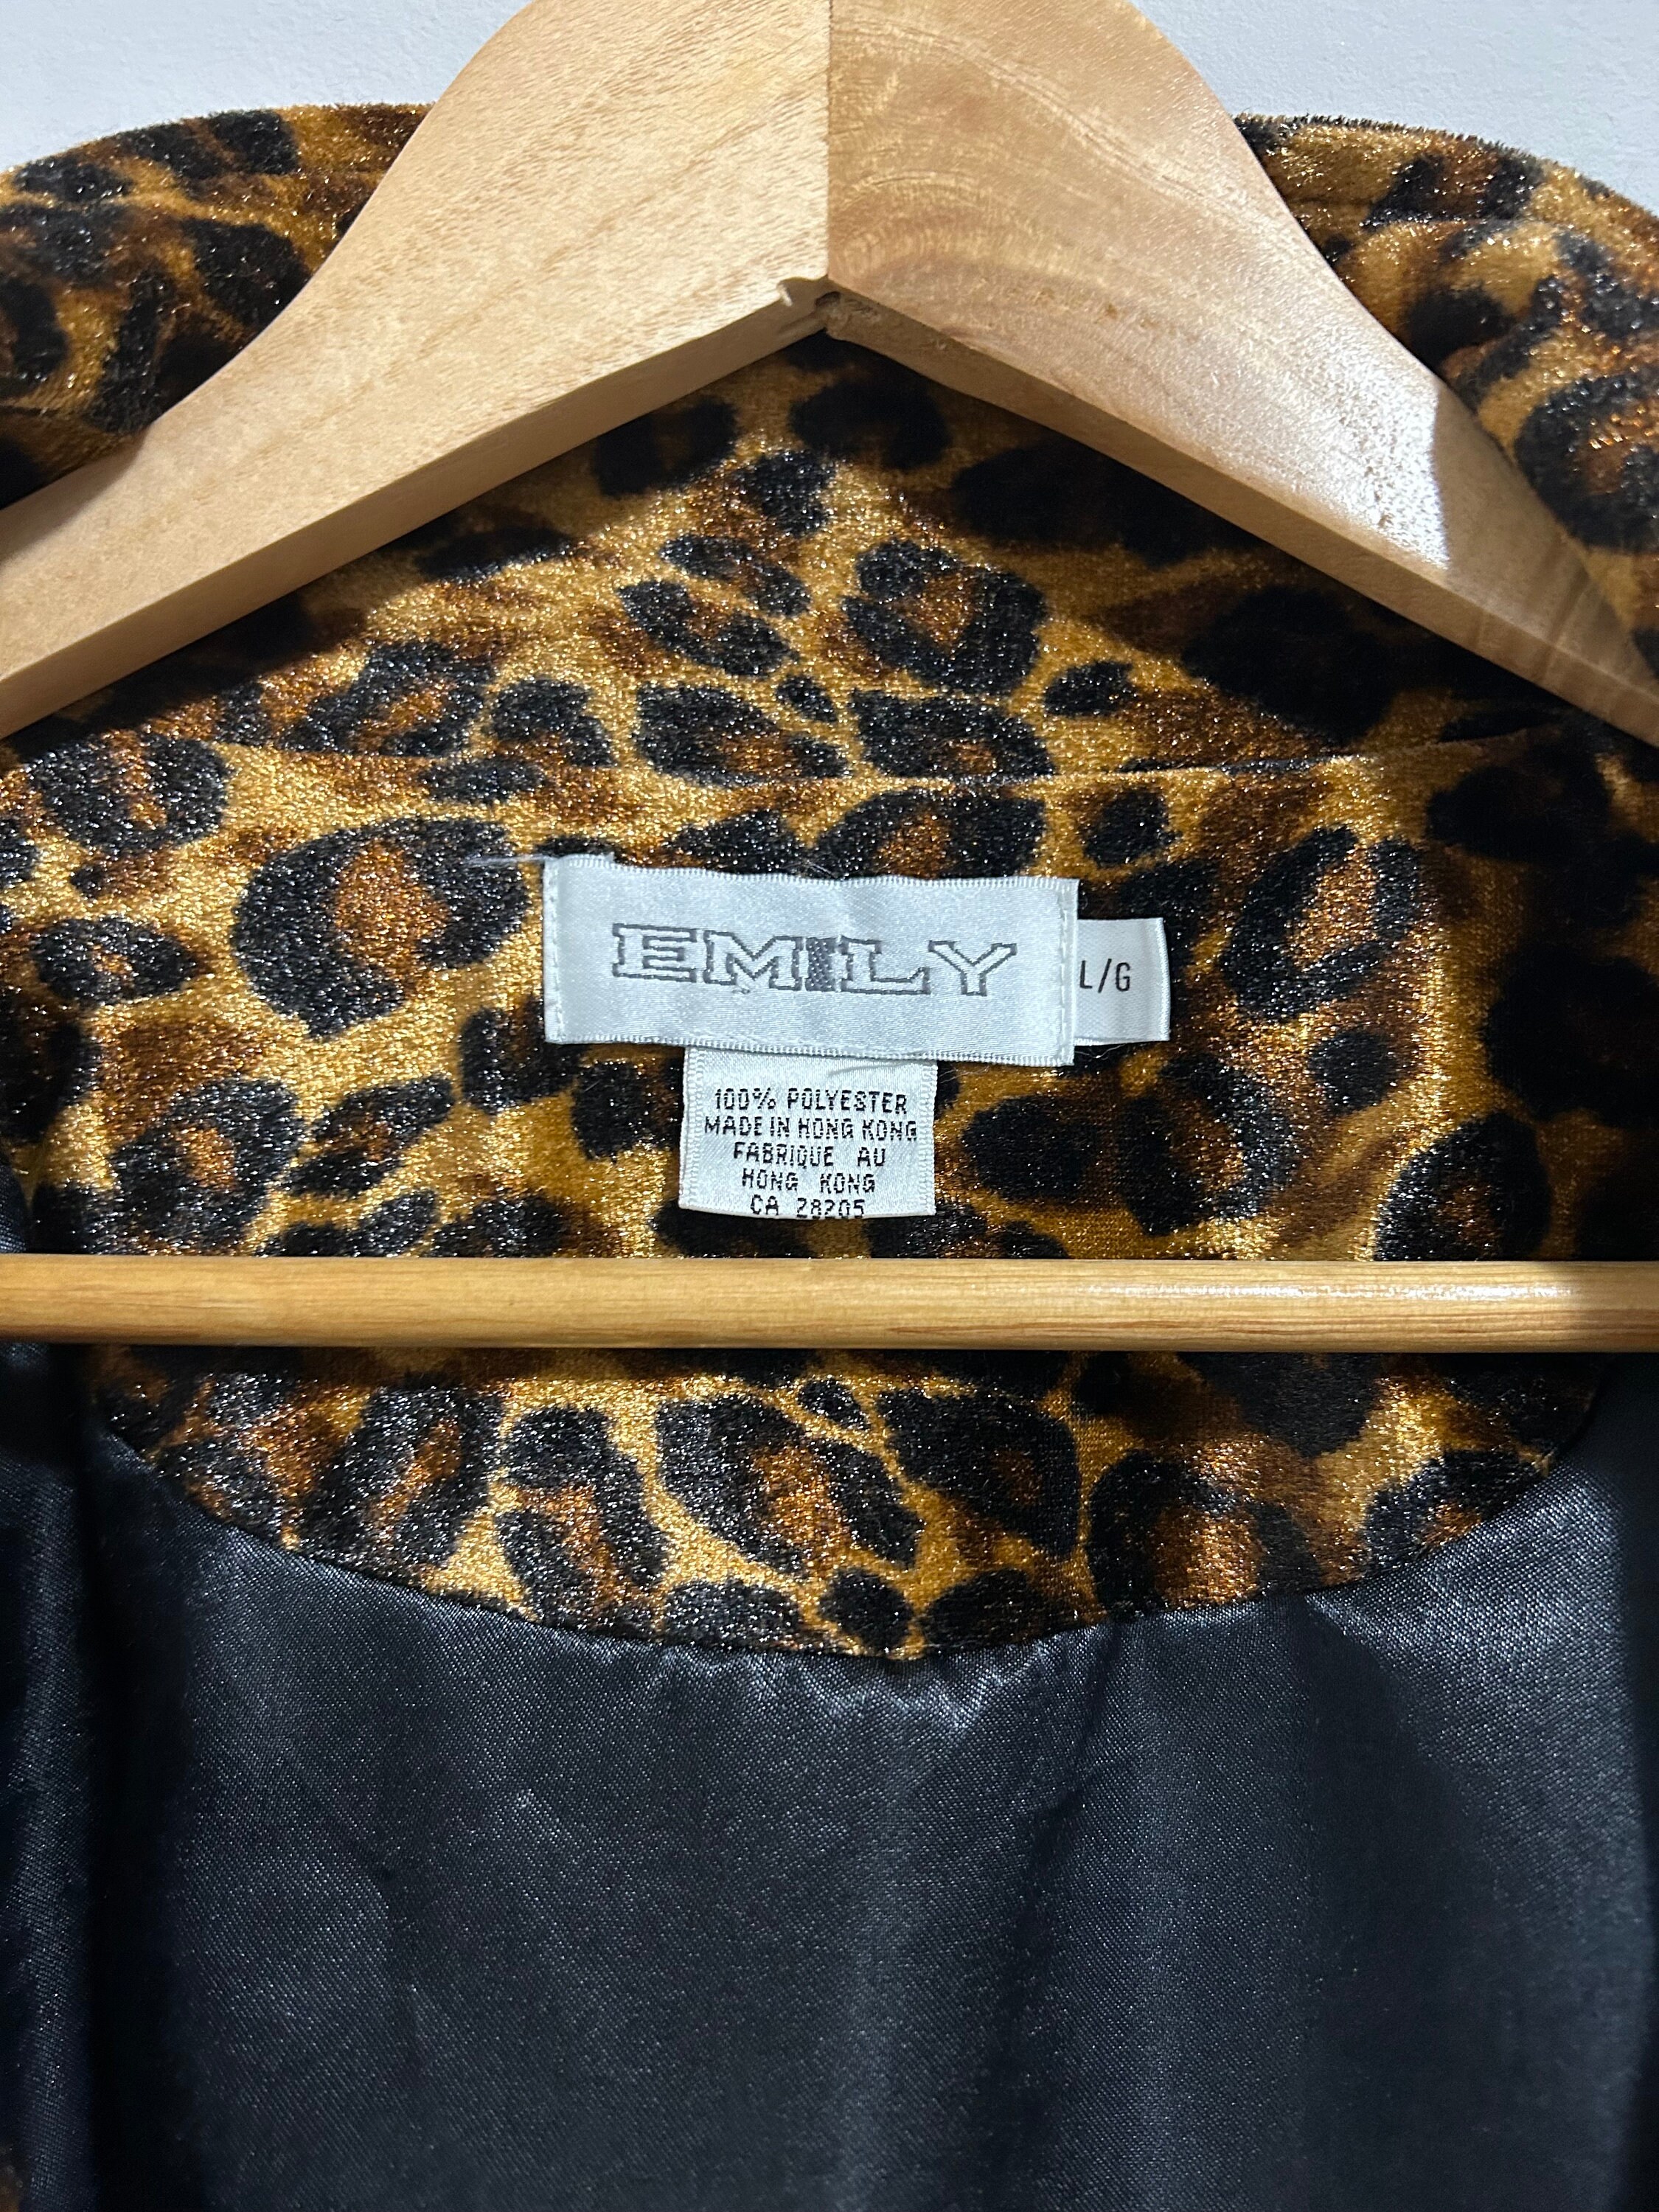 EMILY
L/G
100% POLYESTER
MADE IN HONG KONG
FABRIQUE AU
HONG KONG
CA 28205